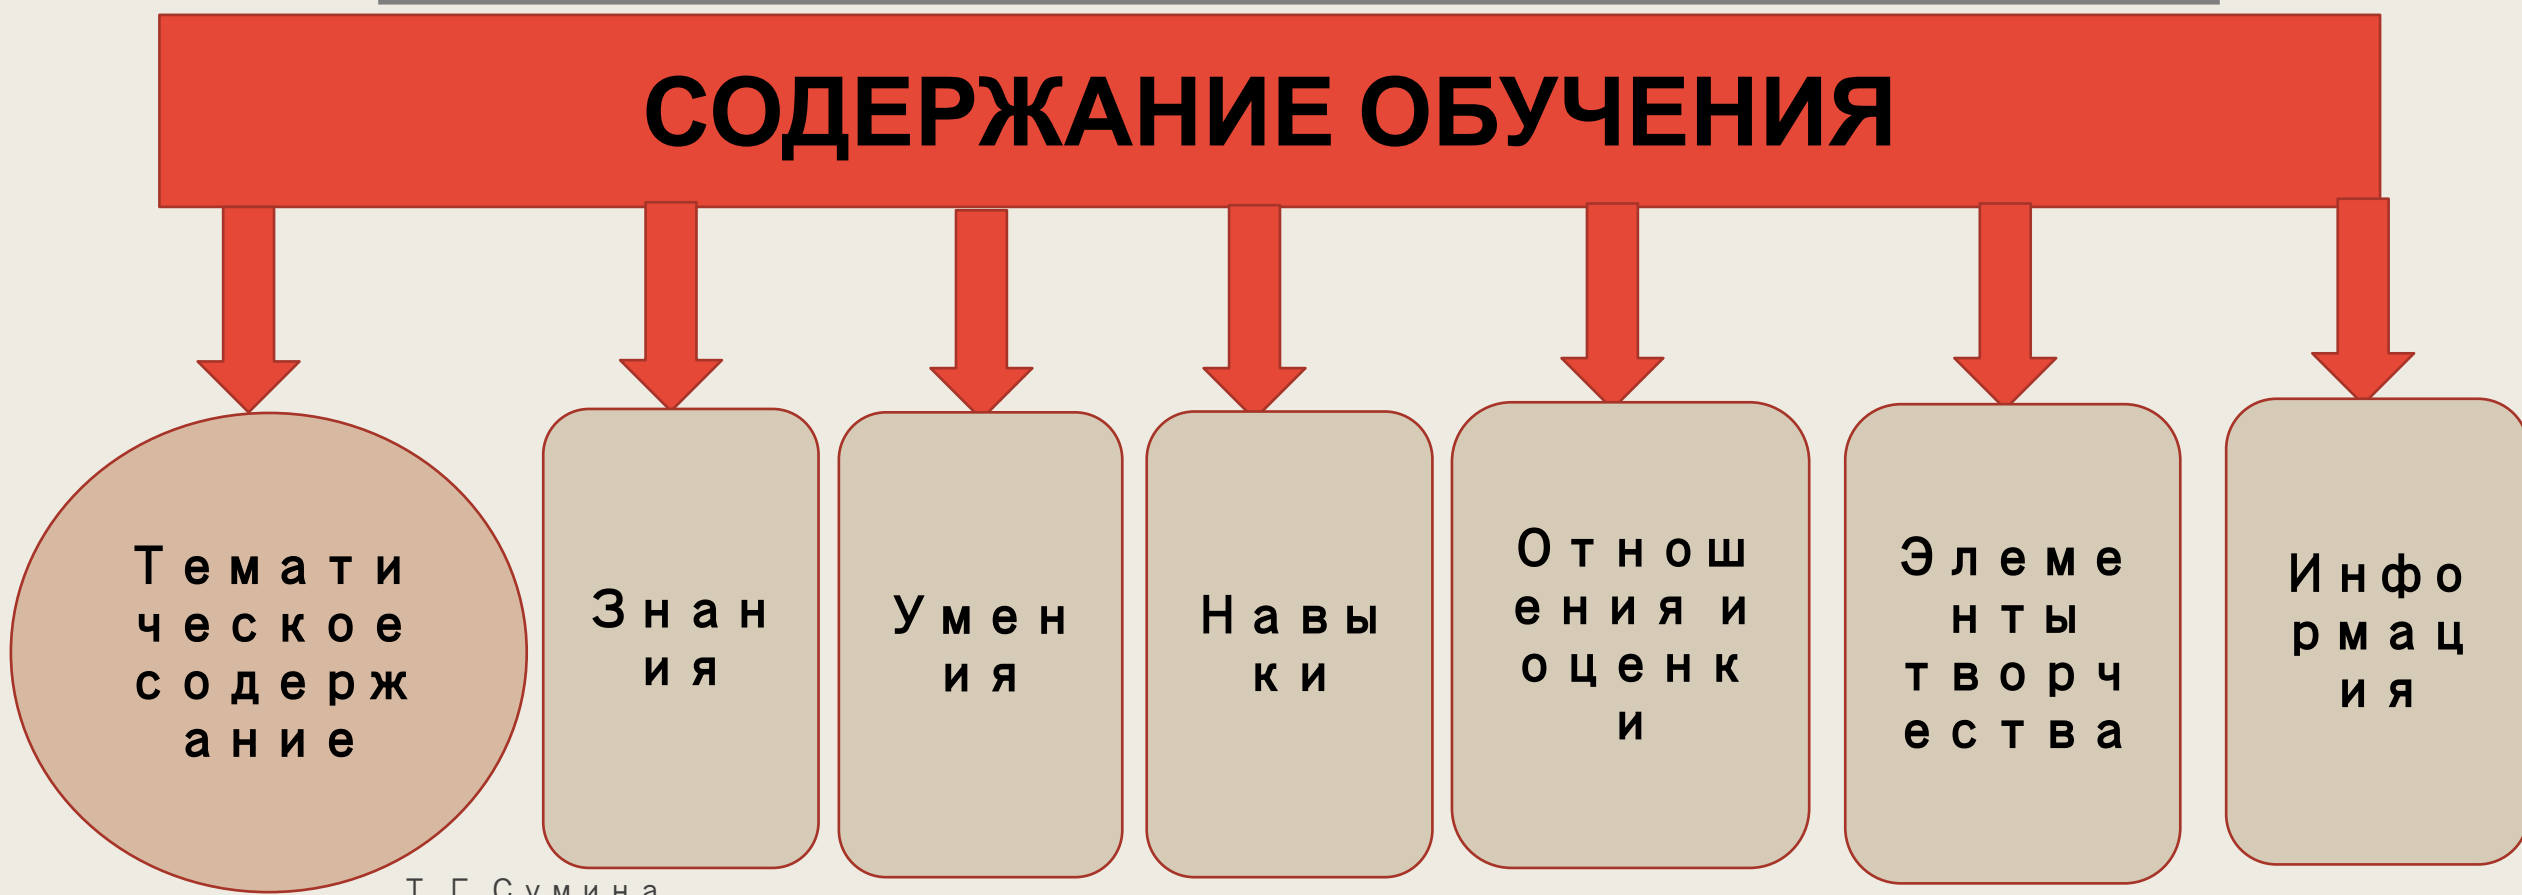 СОДЕРЖАНИЕ ОБУЧЕНИЯ
Темати
ческое
содерж
ание
Знан
ия
Умен
ия
Навы
ки
Отнош
ения и
оценк
и
Элеме
нты
творч
ества
Инфо
рмац
ия
Т Г Сумина